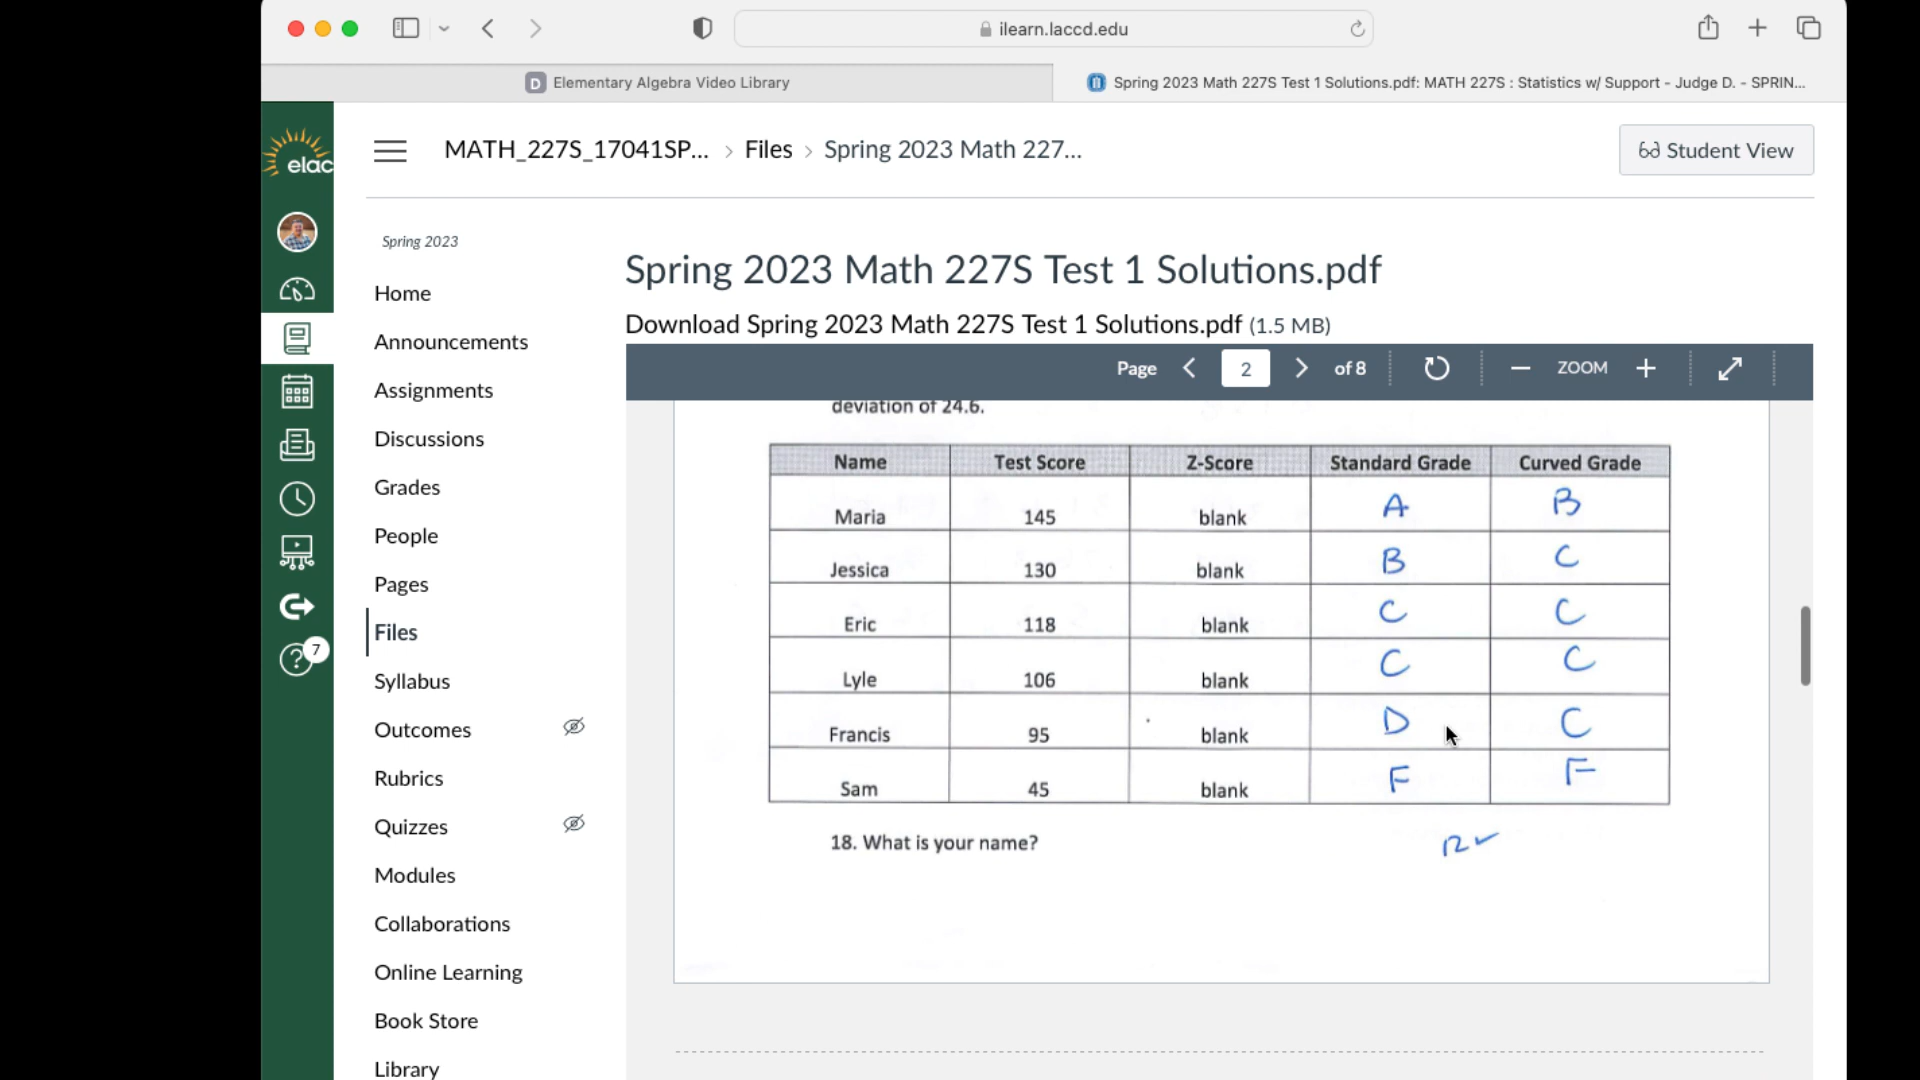 ilearn.laccd.edu
Elementary Algebra Video Library
Spring 2023 Math 227S Test 1 Solutions.pdf: MATH 227S : Statistics w/ Support - Judge D. - SPRIN...
elac
MATH_227S_17041SP... > Files > Spring 2023 Math 227...
Student View
Spring 2023
Home
Announcements
Assignments
Discussions
Grades
People
Pages
Files
Syllabus
Outcomes
Rubrics
Quizzes
Modules
Collaborations
Online Learning
Book Store
Library
7
Spring 2023 Math 227S Test 1 Solutions.pdf
Download Spring 2023 Math 227S Test 1 Solutions.pdf (1.5 MB)
Page 2 of 8 ZOOM
deviation of 24.6.
Name Test Score Z-Score Standard Grade Curved Grade
Maria 145 blank A B
Jessica 130 blank B C
Eric 118 blank C C
Lyle 106 blank C C
Francis 95 blank D C
Sam 45 blank F F
18. What is your name?
12 ✓